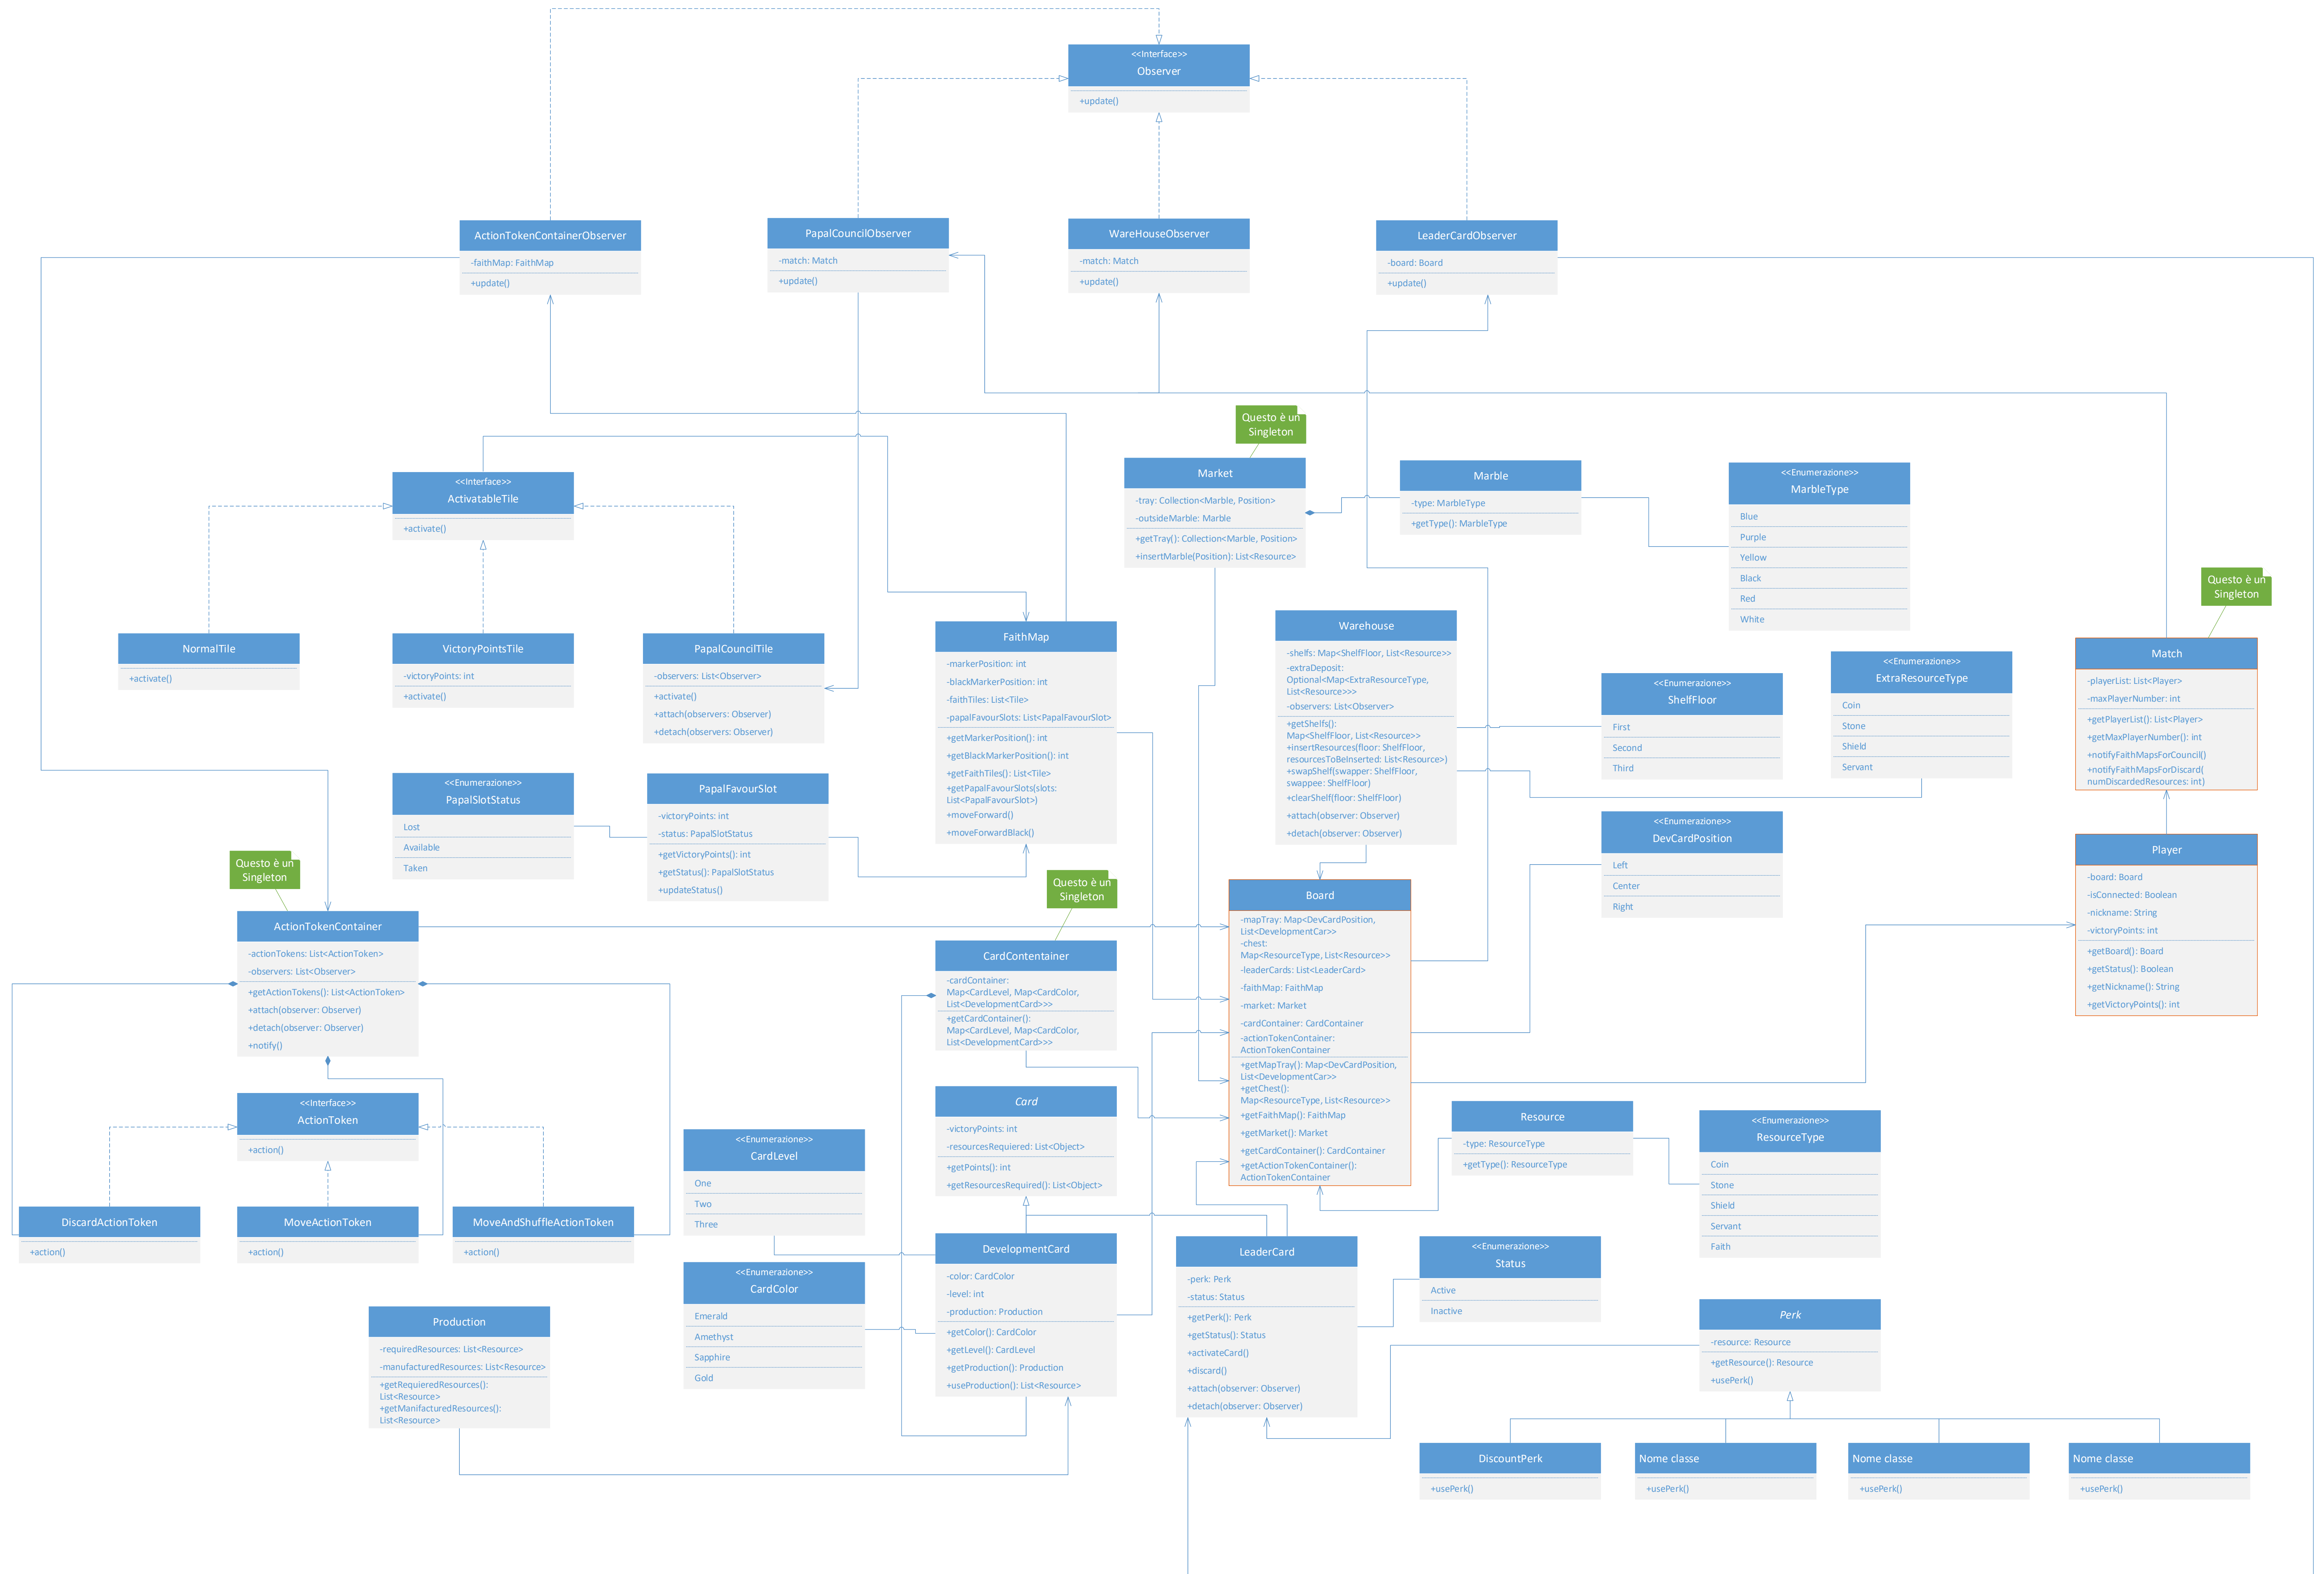 <<Interface>>
Observer
+update()
ActionTokenContainerObserver
-faithMap: FaithMap
+update()
PapalCouncilObserver
-match: Match
+update()
WareHouseObserver
-match: Match
+update()
LeaderCardObserver
-board: Board
+update()
Questo è un
Singleton
Market
-tray: Collection<Marble, Position>
-outsideMarble: Marble
+getTray(): Collection<Marble, Position>
+insertMarble(Position): List<Resource>
Marble
-type: MarbleType
+getType(): MarbleType
<<Enumerazione>>
MarbleType
Blue
Purple
Yellow
Black
Red
White
<<Interface>>
ActivatableTile
+activate()
NormalTile
+activate()
VictoryPointsTile
-victoryPoints: int
+activate()
PapalCouncilTile
-observers: List<Observer>
+activate()
+attach(observers: Observer)
+detach(observers: Observer)
FaithMap
-markerPosition: int
-blackMarkerPosition: int
-faithTiles: List<Tile>
-papalFavourSlots: List<PapalFavourSlot>
+getMarkerPosition(): int
+getBlackMarkerPosition(): int
+getFaithTiles(): List<Tile>
+getPapalFavourSlots(slots:
List<PapalFavourSlot>)
+moveForward()
+moveForwardBlack()
Warehouse
-shelfs: Map<ShelfFloor, List<Resource>>
-extraDeposit:
Optional<Map<ExtraResourceType,
List<Resource>>>
-observers: List<Observer>
+getShelfs():
Map<ShelfFloor, List<Resource>>
+insertResources(floor: ShelfFloor,
resourcesToBeInserted: List<Resource>)
+swapShelf(swapper: ShelfFloor,
swappee: ShelfFloor)
+clearShelf(floor: ShelfFloor)
+attach(observer: Observer)
+detach(observer: Observer)
<<Enumerazione>>
ShelfFloor
First
Second
Third
<<Enumerazione>>
ExtraResourceType
Coin
Stone
Shield
Servant
Questo è un
Singleton
Match
-playerList: List<Player>
-maxPlayerNumber: int
+getPlayerList(): List<Player>
+getMaxPlayerNumber(): int
+notifyFaithMapsForCouncil()
+notifyFaithMapsForDiscard(
numDiscardedResources: int)
<<Enumerazione>>
PapalSlotStatus
Lost
Available
Taken
PapalFavourSlot
-victoryPoints: int
-status: PapalSlotStatus
+getVictoryPoints(): int
+getStatus(): PapalSlotStatus
+updateStatus()
<<Enumerazione>>
DevCardPosition
Left
Center
Right
Player
-board: Board
-isConnected: Boolean
-nickname: String
-victoryPoints: int
+getBoard(): Board
+getStatus(): Boolean
+getNickname(): String
+getVictoryPoints(): int
Questo è un
Singleton
ActionTokenContainer
-actionTokens: List<ActionToken>
-observers: List<Observer>
+getActionTokens(): List<ActionToken>
+attach(observer: Observer)
+detach(observer: Observer)
+notify()
Questo è un
Singleton
CardContentainer
-cardContainer:
Map<CardLevel, Map<CardColor,
List<DevelopmentCard>>>
+getCardContainer():
Map<CardLevel, Map<CardColor,
List<DevelopmentCard>>>
Board
-mapTray: Map<DevCardPosition,
List<DevelopmentCar>>
-chest:
Map<ResourceType, List<Resource>>
-leaderCards: List<LeaderCard>
-faithMap: FaithMap
-market: Market
-cardContainer: CardContainer
-actionTokenContainer:
ActionTokenContainer
+getMapTray(): Map<DevCardPosition,
List<DevelopmentCar>>
+getChest():
Map<ResourceType, List<Resource>>
+getFaithMap(): FaithMap
+getMarket(): Market
+getCardContainer(): CardContainer
+getActionTokenContainer():
ActionTokenContainer
<<Interface>>
ActionToken
+action()
DiscardActionToken
+action()
MoveActionToken
+action()
MoveAndShuffleActionToken
+action()
Card
-victoryPoints: int
-resourcesRequiered: List<Object>
+getPoints(): int
+getResourcesRequired(): List<Object>
<<Enumerazione>>
CardLevel
One
Two
Three
<<Enumerazione>>
CardColor
Emerald
Amethyst
Sapphire
Gold
DevelopmentCard
-color: CardColor
-level: int
-production: Production
+getColor(): CardColor
+getLevel(): CardLevel
+getProduction(): Production
+useProduction(): List<Resource>
Production
-requiredResources: List<Resource>
-manufacturedResources: List<Resource>
+getRequieredResources():
List<Resource>
+getManifacturedResources():
List<Resource>
LeaderCard
-perk: Perk
-status: Status
+getPerk(): Perk
+getStatus(): Status
+activateCard()
+discard()
+attach(observer: Observer)
+detach(observer: Observer)
Resource
-type: ResourceType
+getType(): ResourceType
<<Enumerazione>>
ResourceType
Coin
Stone
Shield
Servant
Faith
<<Enumerazione>>
Status
Active
Inactive
Perk
-resource: Resource
+getResource(): Resource
+usePerk()
DiscountPerk
+usePerk()
Nome classe
+usePerk()
Nome classe
+usePerk()
Nome classe
+usePerk()